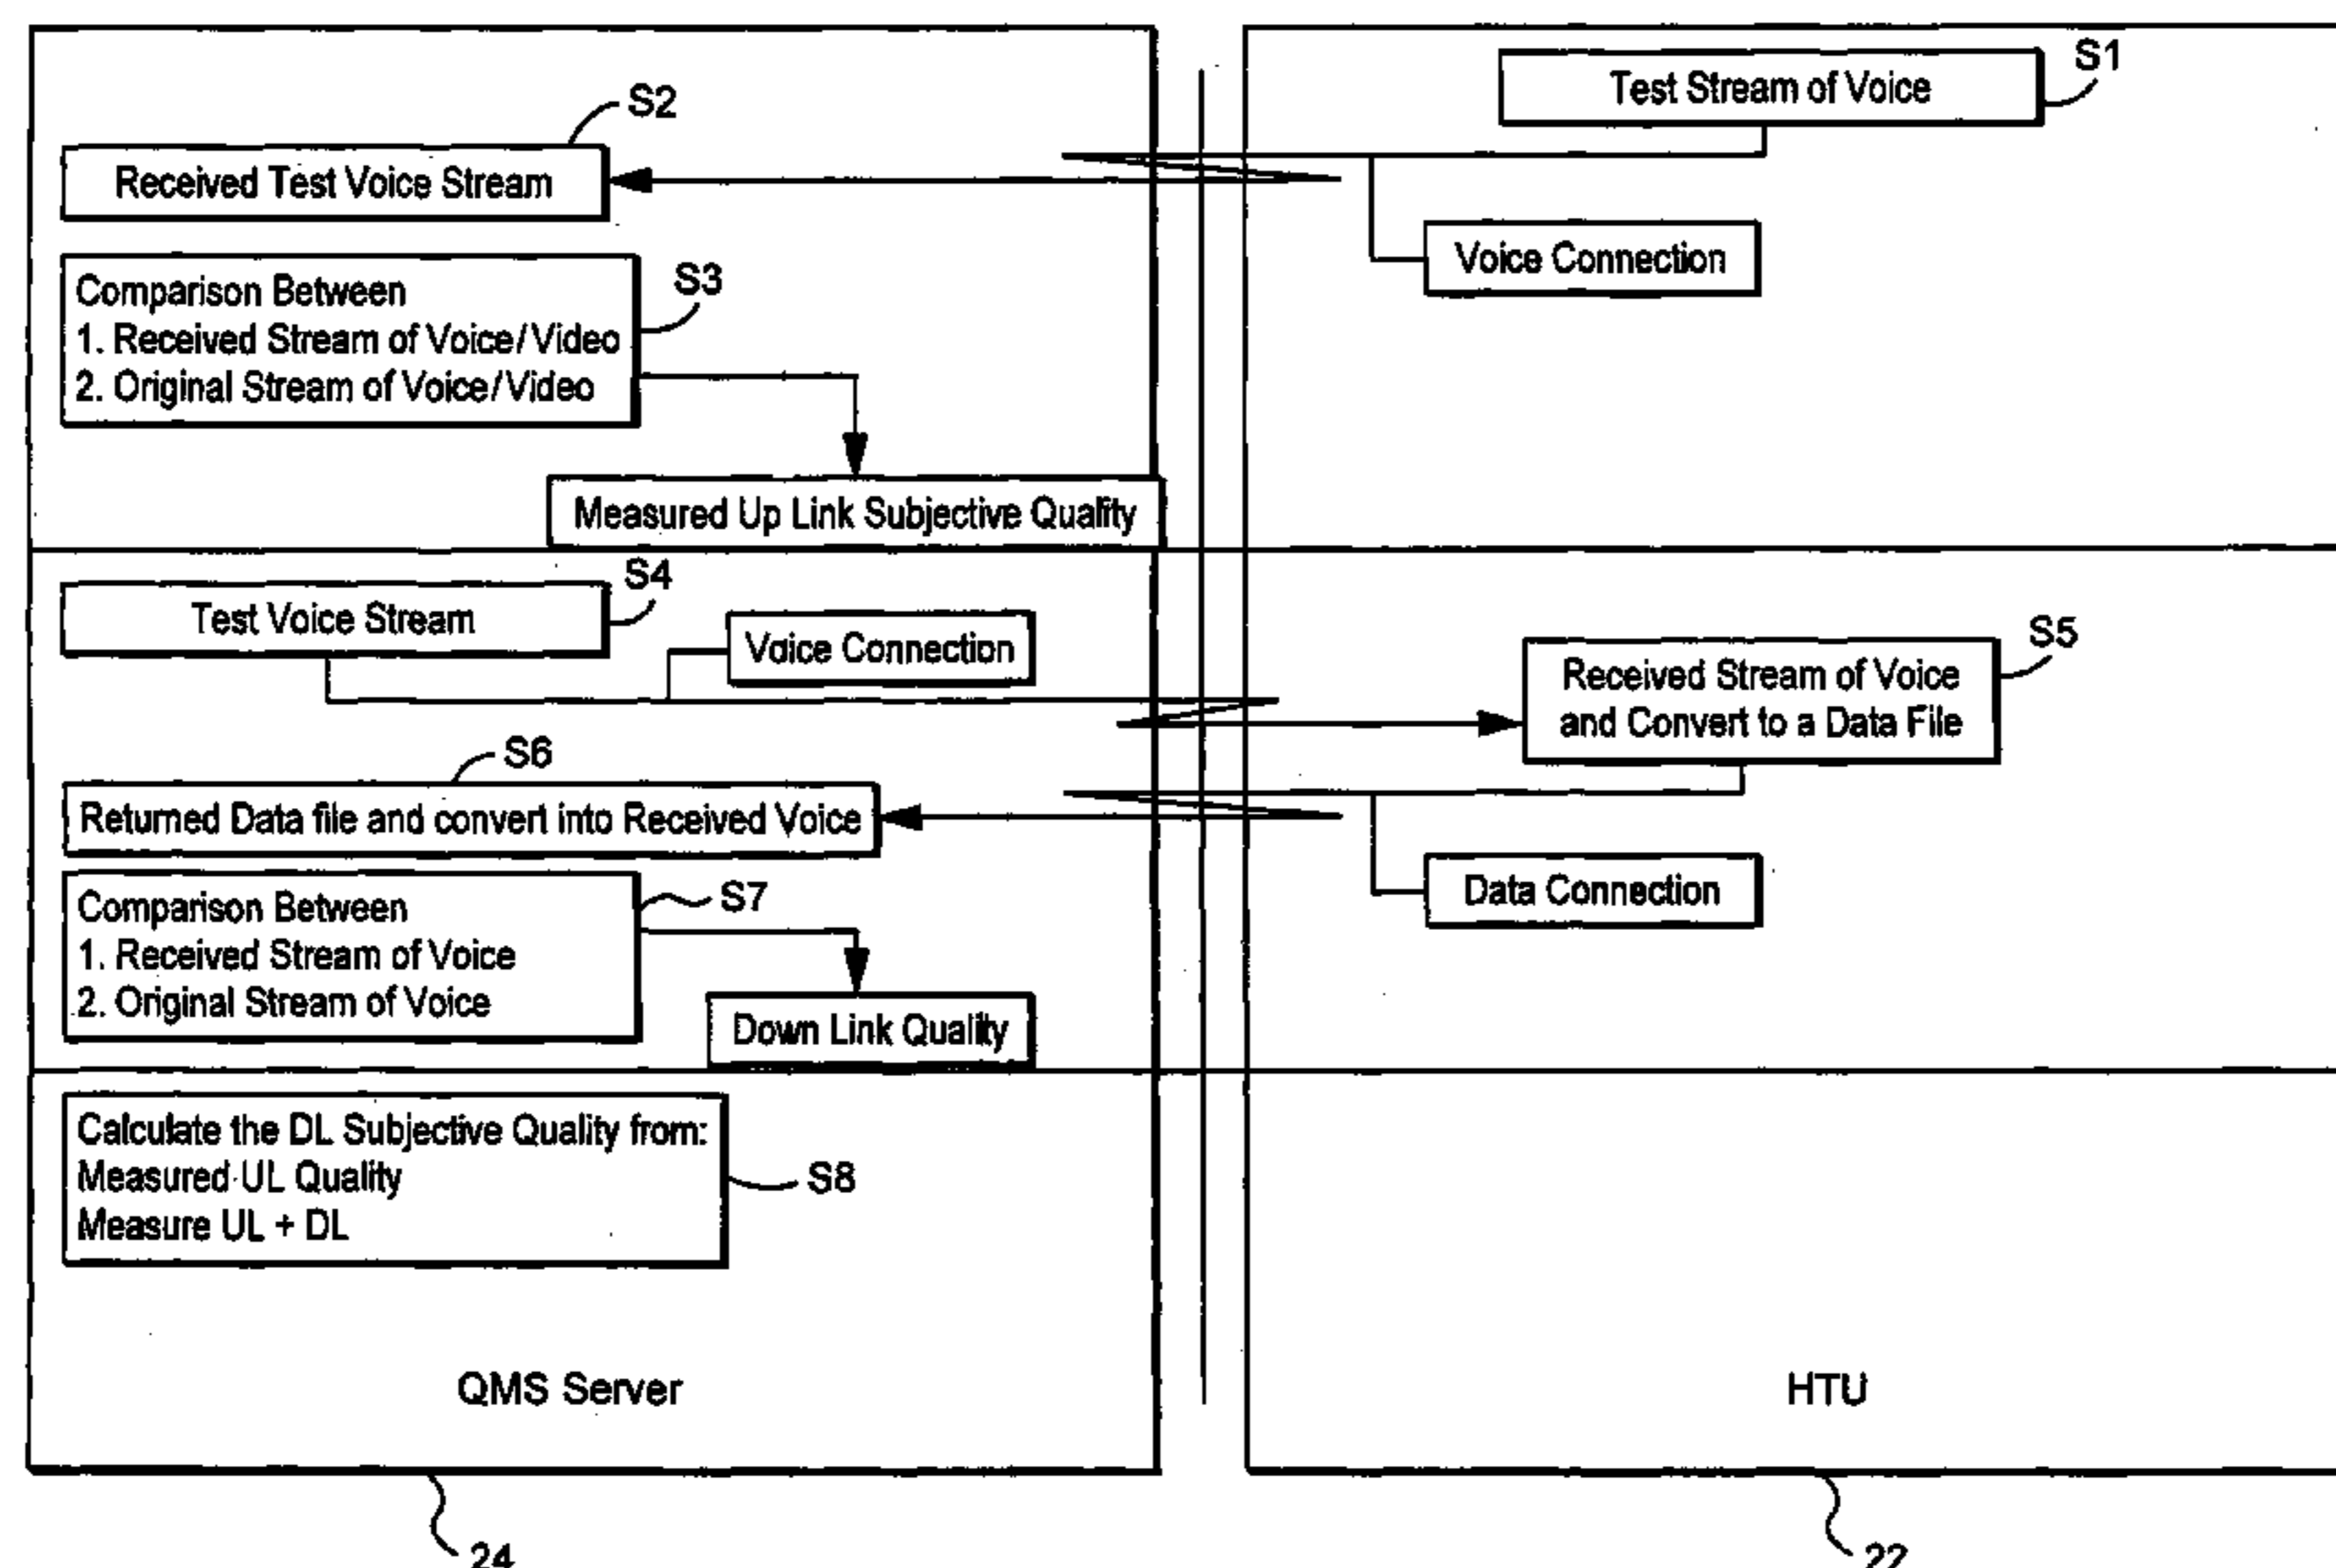 Test Stream of Voice
S1
S2
Received Test Voice Stream
Voice Connection
Comparison Between
1. Received Stream of Voice/Video
2. Original Stream of Voice/Video
S3
Measured Up Link Subjective Quality
S4
Test Voice Stream
Voice Connection
S5
Received Stream of Voice
and Convert to a Data File
S6
Returned Data file and convert into Received Voice
Data Connection
Comparison Between
1. Received Stream of Voice
2. Original Stream of Voice
S7
Down Link Quality
Calculate the DL Subjective Quality from:
Measured UL Quality
Measure UL + DL
S8
QMS Server
HTU
24
22